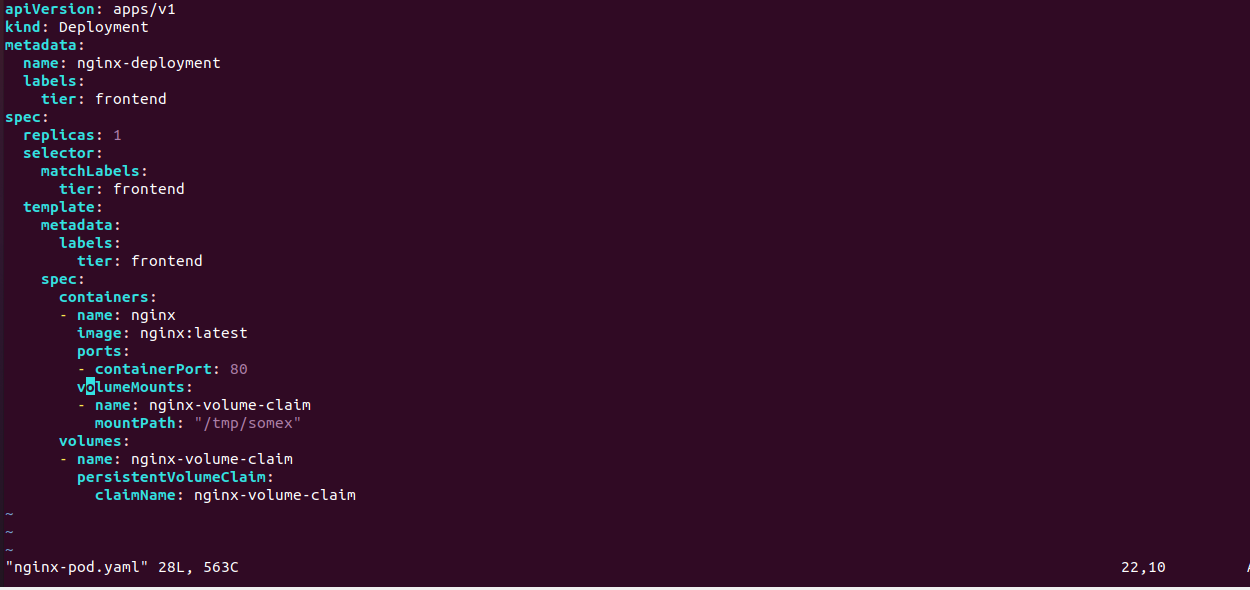 apiVersion: apps/v1
kind: Deployment
metadata:
  name: nginx-deployment
  labels:
    tier: frontend
spec:
  replicas: 1
  selector:
    matchLabels:
      tier: frontend
  template:
    metadata:
      labels:
        tier: frontend
    spec:
      containers:
      - name: nginx
        image: nginx:latest
        ports:
        - containerPort: 80
        volumeMounts:
        - name: nginx-volume-claim
          mountPath: "/tmp/somex"
      volumes:
      - name: nginx-volume-claim
        persistentVolumeClaim:
          claimName: nginx-volume-claim
~
~
~
"nginx-pod.yaml" 28L, 563C 22,10